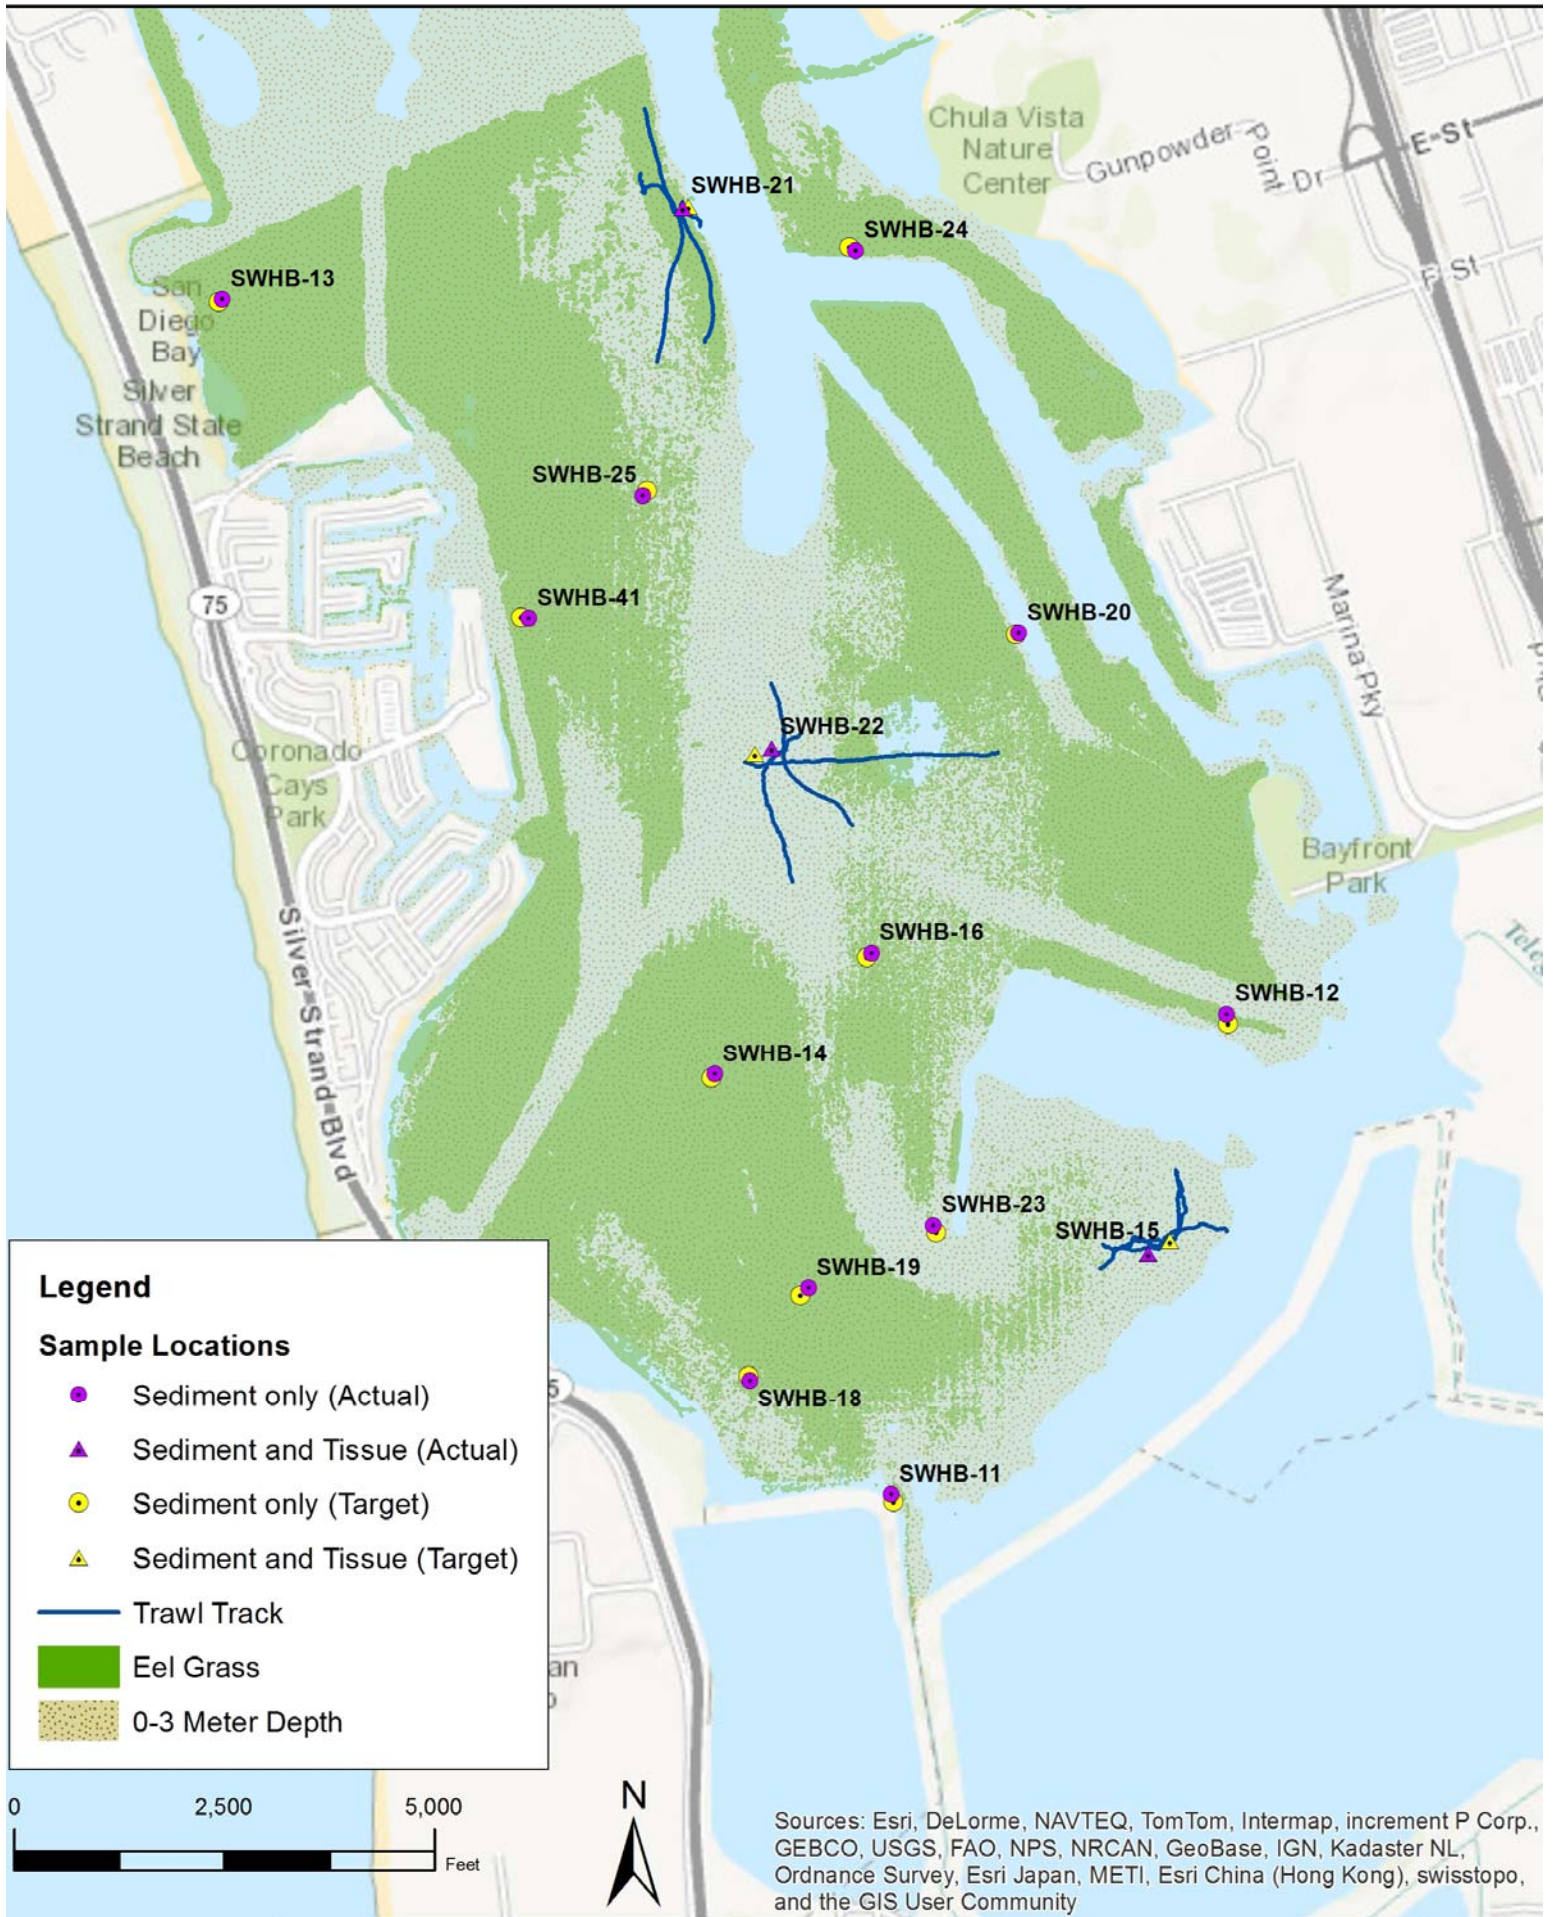 Chula Vista
Nature
Center
Gunpowder Point Dr
E St
F St
SWHB-21
SWHB-24
SWHB-13
San
Diego
Bay
Silver
Strand State
Beach
SWHB-25
75
SWHB-41
SWHB-20
Marina Pky
SWHB-22
Coronado
Cays
Park
Bayfront
Park
Silver Strand Blvd
SWHB-16
SWHB-12
SWHB-14
SWHB-23
SWHB-15
SWHB-19
SWHB-18
SWHB-11
5
an
Legend
Sample Locations
Sediment only (Actual)
Sediment and Tissue (Actual)
Sediment only (Target)
Sediment and Tissue (Target)
Trawl Track
Eel Grass
0-3 Meter Depth
0 2,500 5,000
Feet
N
Sources: Esri, DeLorme, NAVTEQ, TomTom, Intermap, increment P Corp.,
GEBCO, USGS, FAO, NPS, NRCAN, GeoBase, IGN, Kadaster NL,
Ordnance Survey, Esri Japan, METI, Esri China (Hong Kong), swisstopo,
and the GIS User Community